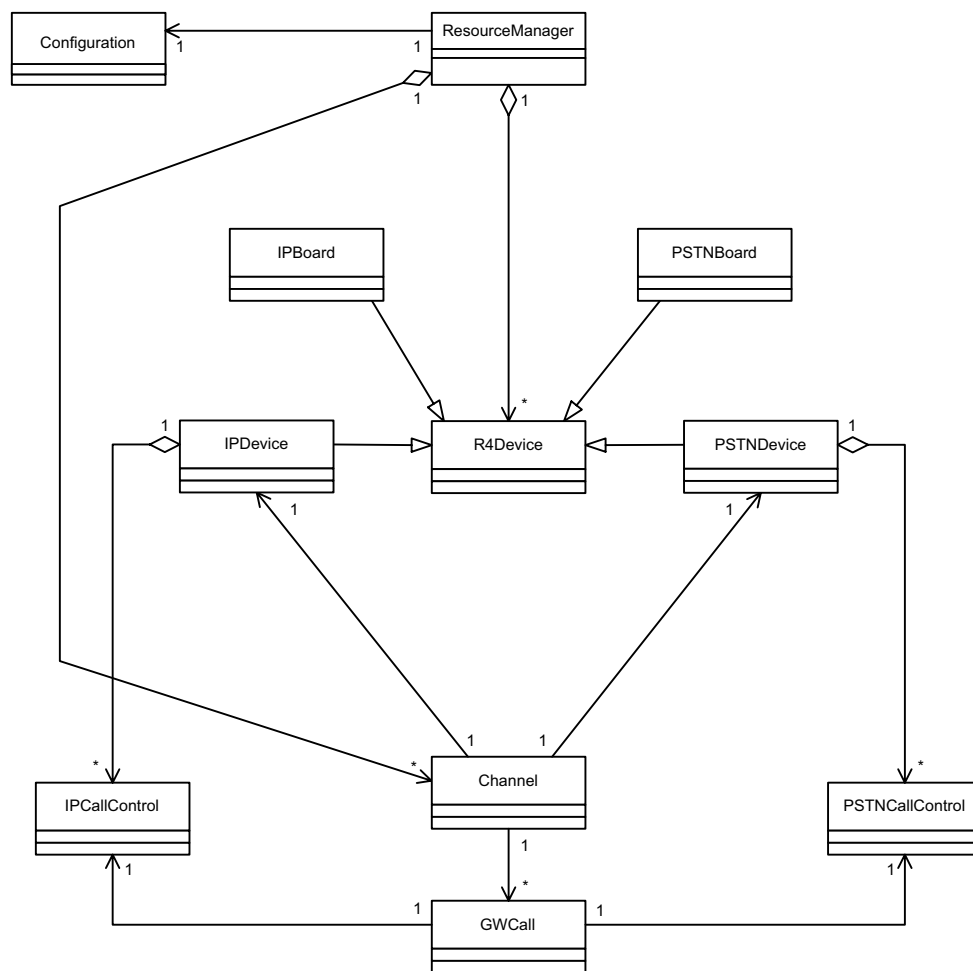 ResourceManager
Configuration
1
1
1
1
IPBoard
PSTNBoard
*
1
1
IPDevice
R4Device
PSTNDevice
1
1
1
1
*
*
*
Channel
IPCallControl
PSTNCallControl
1
1
1
*
1
1
GWCall